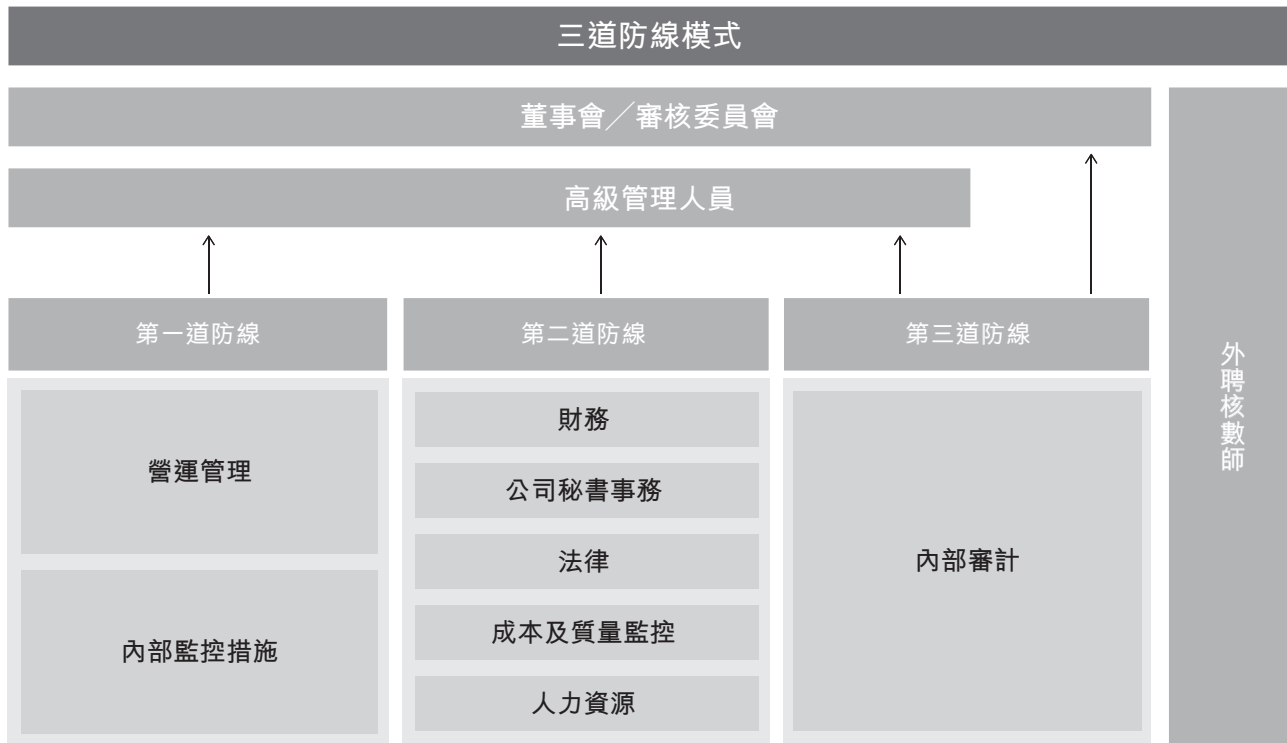 三道防線模式
董事會╱審核委員會
高級管理人員
第一道防線
營運管理
內部監控措施
第二道防線
財務
公司秘書事務
法律
成本及質量監控
人力資源
第三道防線
內部審計
外聘核數師